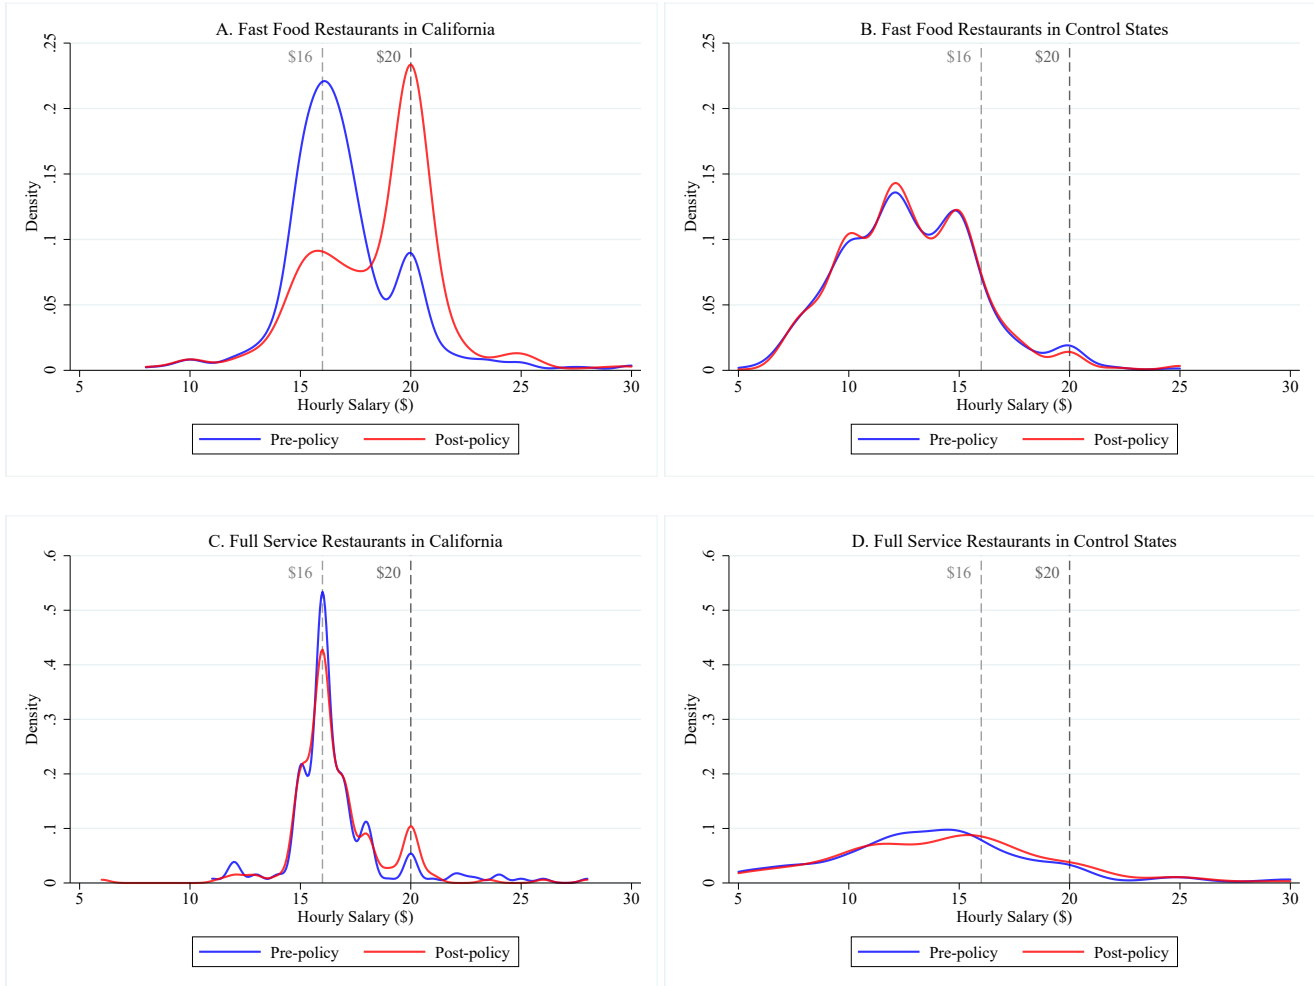 A. Fast Food Restaurants in California
$16
$20
Density
0
.05
.1
.15
.2
.25
5
10
15
20
25
30
Hourly Salary ($)
Pre-policy
Post-policy
B. Fast Food Restaurants in Control States
$16
$20
Density
0
.05
.1
.15
.2
.25
5
10
15
20
25
30
Hourly Salary ($)
Pre-policy
Post-policy
C. Full Service Restaurants in California
$16
$20
Density
0
.1
.2
.3
.4
.5
.6
5
10
15
20
25
30
Hourly Salary ($)
Pre-policy
Post-policy
D. Full Service Restaurants in Control States
$16
$20
Density
0
.1
.2
.3
.4
.5
.6
5
10
15
20
25
30
Hourly Salary ($)
Pre-policy
Post-policy